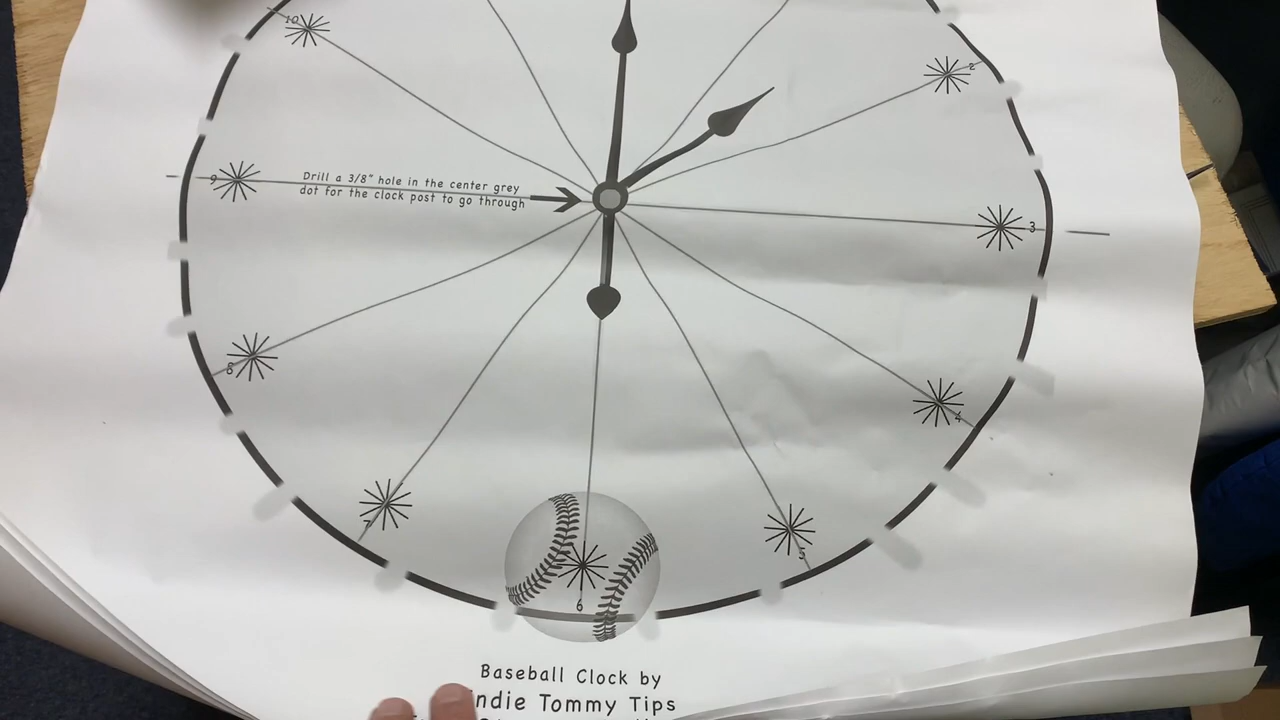 10
2
9
Drill a 3/8" hole in the center grey
dot for the clock post to go through
3
8
4
7
5
6
Baseball Clock by
ndie Tommy Tips